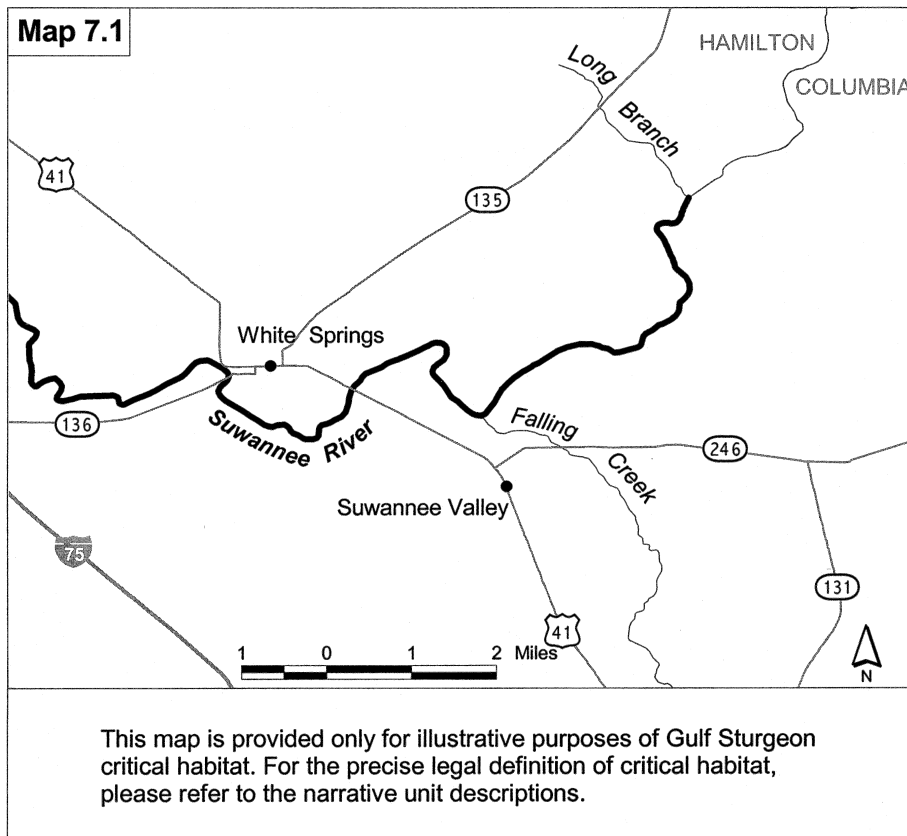 Map 7.1
HAMILTON
COLUMBIA
Long
Branch
41
135
White Springs
136
Suwannee River
Falling
Creek
246
Suwannee Valley
75
131
41
1 0 1 2 Miles
N
This map is provided only for illustrative purposes of Gulf Sturgeon
critical habitat. For the precise legal definition of critical habitat,
please refer to the narrative unit descriptions.